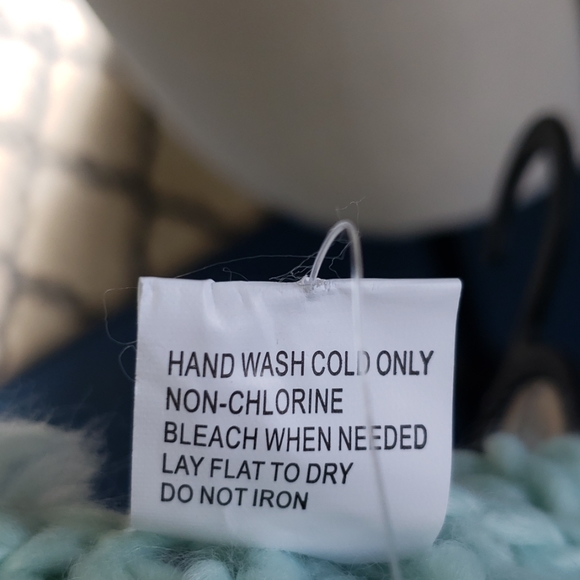 HAND WASH COLD ONLY
NON-CHLORINE
BLEACH WHEN NEEDED
LAY FLAT TO DRY
DO NOT IRON